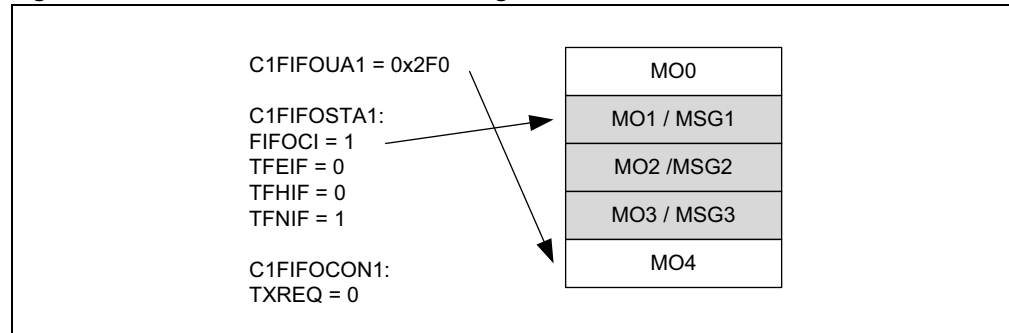 C1FIFOUA1 = 0x2F0
C1FIFOSTA1:
FIFOCI = 1
TFEIF = 0
TFHIF = 0
TFNIF = 1
C1FIFOCON1:
TXREQ = 0
MO0
MO1 / MSG1
MO2 /MSG2
MO3 / MSG3
MO4